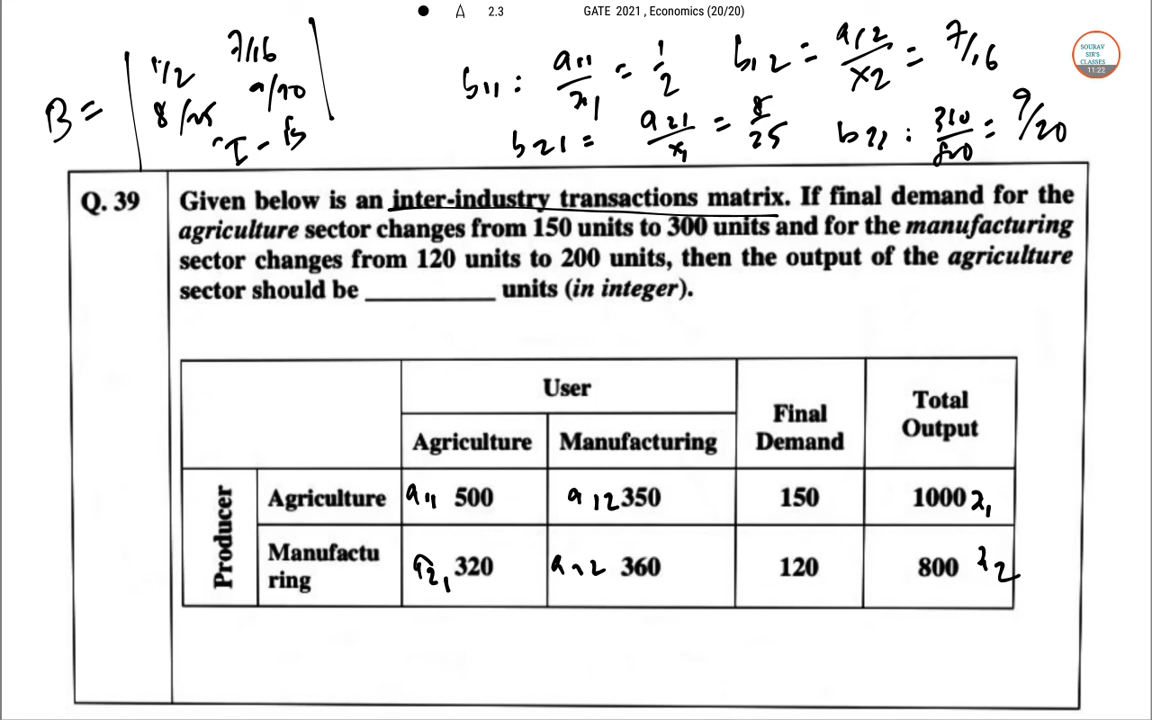 A 2.3 GATE 2021 , Economics (20/20)
SOURAV
SIR'S
CLASSES
11:22
B = 1/2 7/16
8/25 9/20
I - B
b11 : a11/x1 = 1/2 b12 = a12/x2 = 7/16
b21 = a21/x1 = 8/25 b22 : 360/800 = 9/20
Q. 39 Given below is an inter-industry transactions matrix. If final demand for the
agriculture sector changes from 150 units to 300 units and for the manufacturing
sector changes from 120 units to 200 units, then the output of the agriculture
sector should be __________ units (in integer).
User
Final
Demand
Total
Output
Agriculture Manufacturing
Producer
Agriculture a11 500 a12 350 150 1000 x1
Manufactu
ring
a21 320 a22 360 120 800 x2